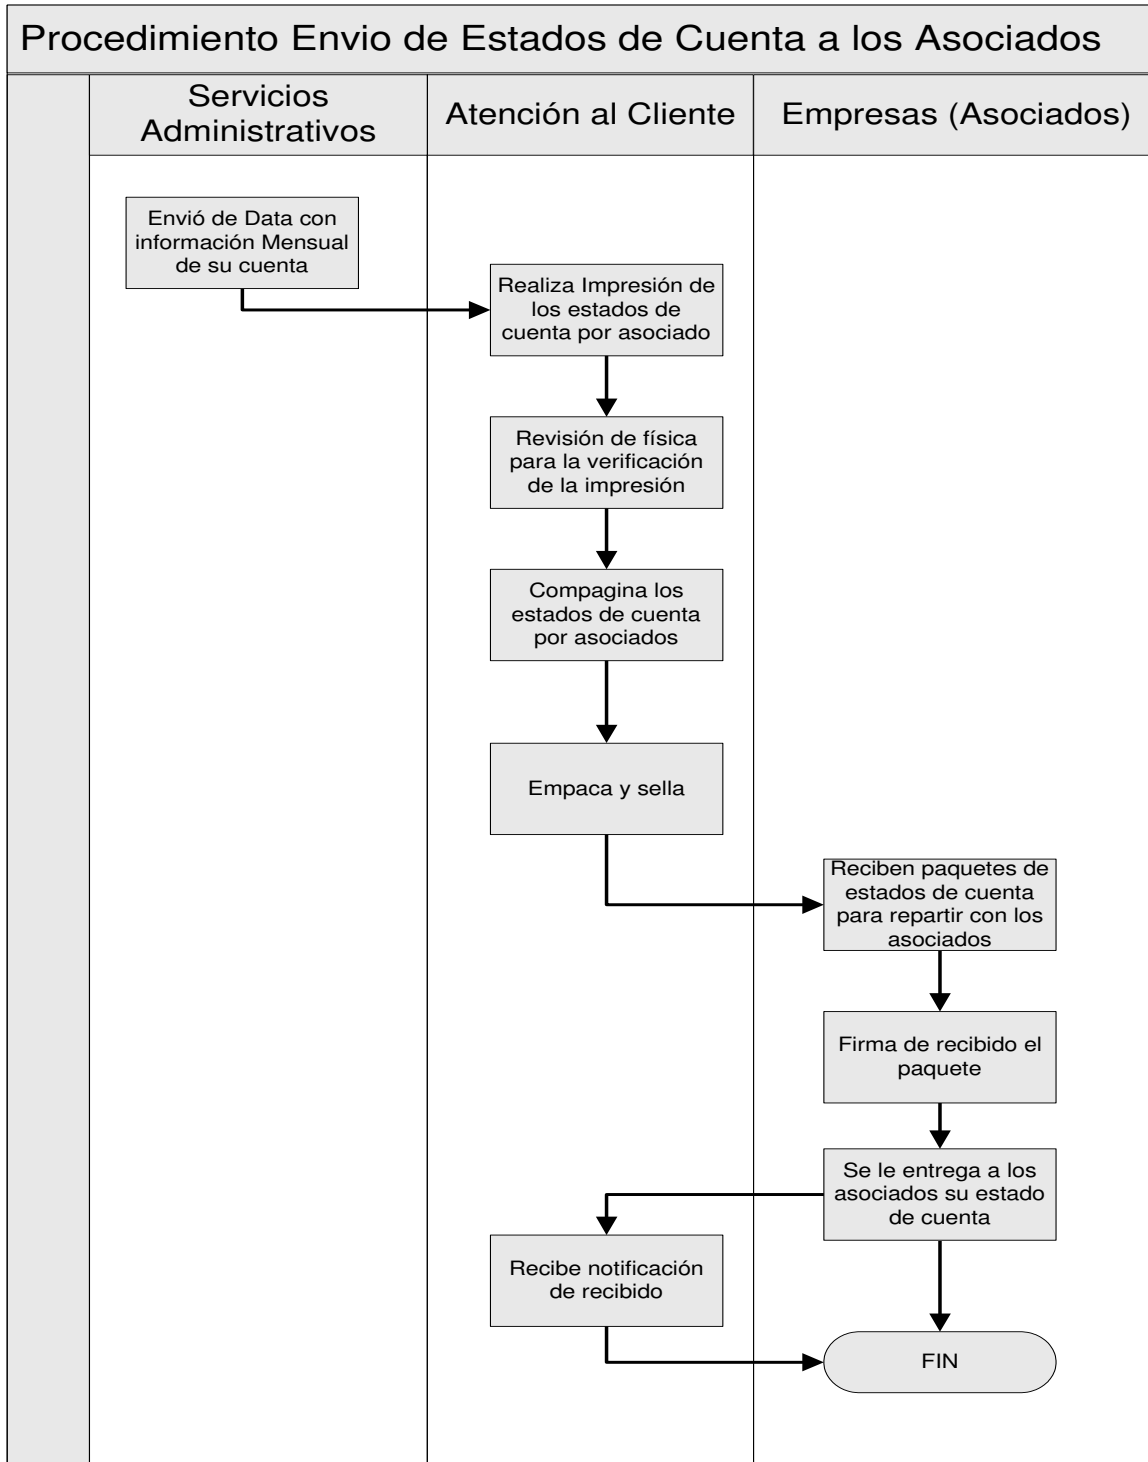 Procedimiento Envio de Estados de Cuenta a los Asociados
Servicios
Administrativos
Atención al Cliente
Empresas (Asociados)
Envió de Data con
información Mensual
de su cuenta
Realiza Impresión de
los estados de
cuenta por asociado
Revisión de física
para la verificación
de la impresión
Compagina los
estados de cuenta
por asociados
Empaca y sella
Reciben paquetes de
estados de cuenta
para repartir con los
asociados
Firma de recibido el
paquete
Se le entrega a los
asociados su estado
de cuenta
Recibe notificación
de recibido
FIN